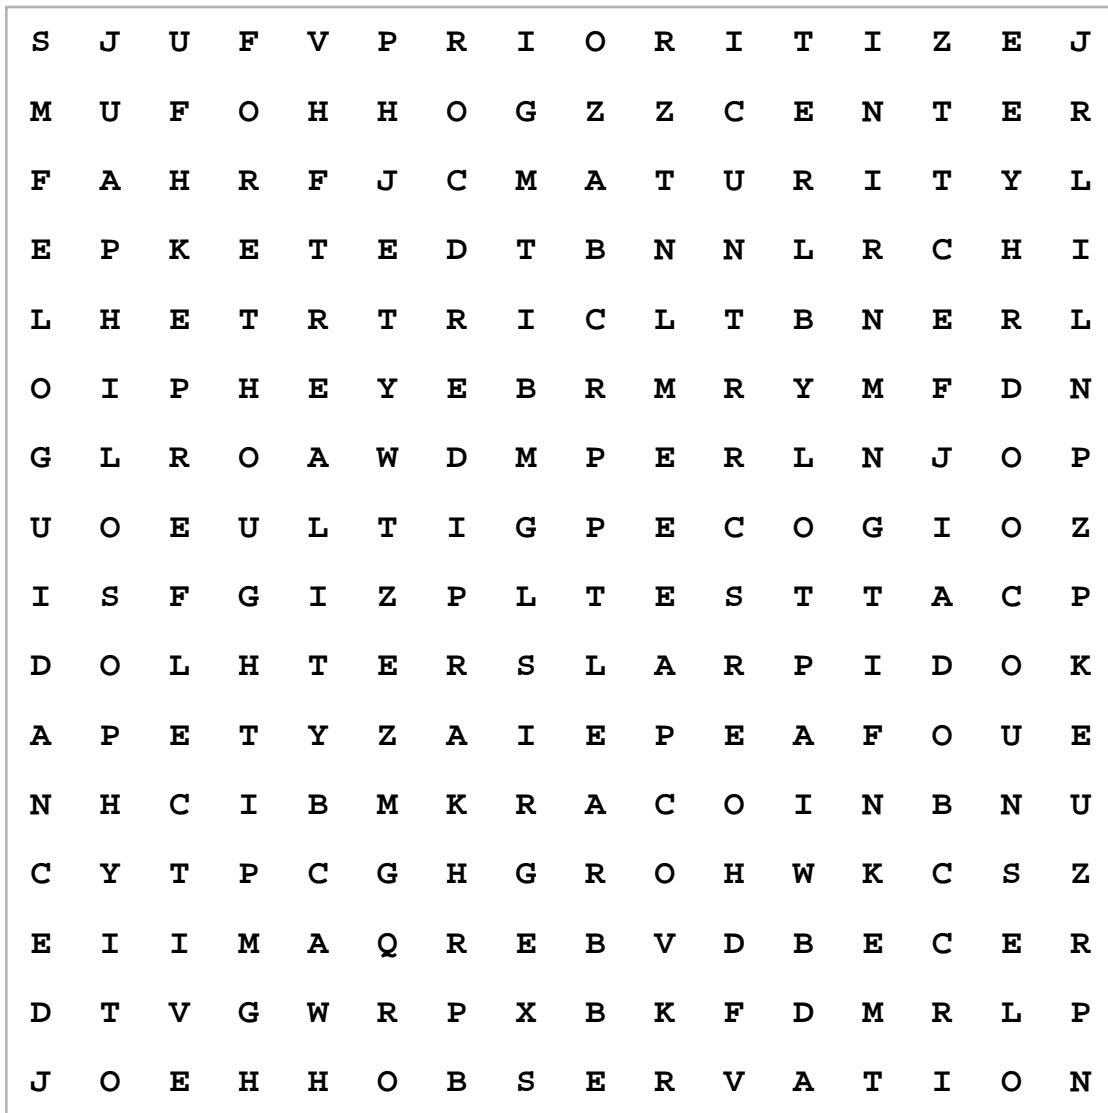 S J U F V P R I O R I T I Z E J
M U F O H H O G Z Z C E N T E R
F A H R F J C M A T U R I T Y L
E P K E T E D T B N N L R C H I
L H E T R T R I C L T B N E R L
O I P H E Y E B R M R Y M F D N
G L R O A W D M P E R L N J O P
U O E U L T I G P E C O G I O Z
I S F G I Z P L T E S T T A C P
D O L H T E R S L A R P I D O K
A P E T Y Z A I E P E A F O U E
N H C I B M K R A C O I N B N U
C Y T P C G H G R O H W K C S Z
E I I M A Q R E B V D B E C E R
D T V G W R P X B K F D M R L P
J O E H H O B S E R V A T I O N